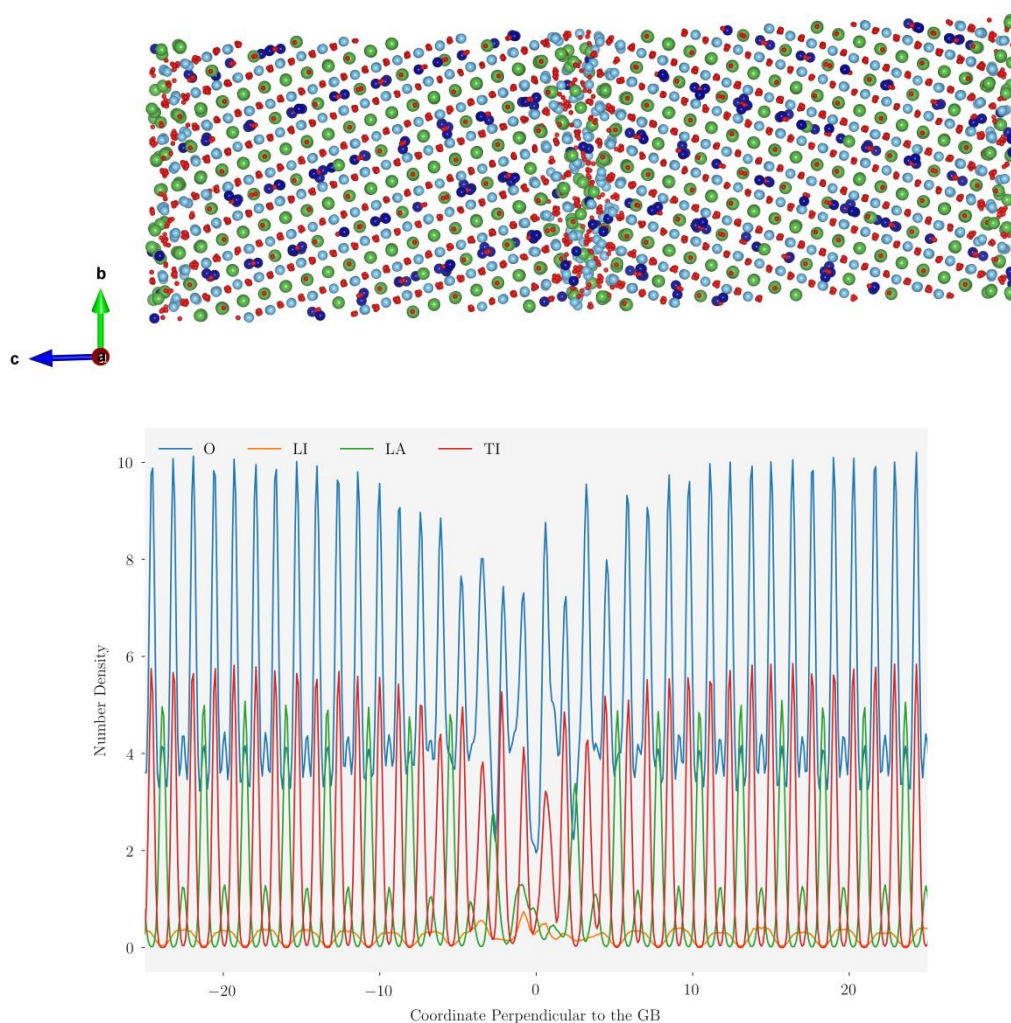 b
c
a
O LI LA TI
10
8
6
4
2
0
Number Density
−20 −10 0 10 20
Coordinate Perpendicular to the GB